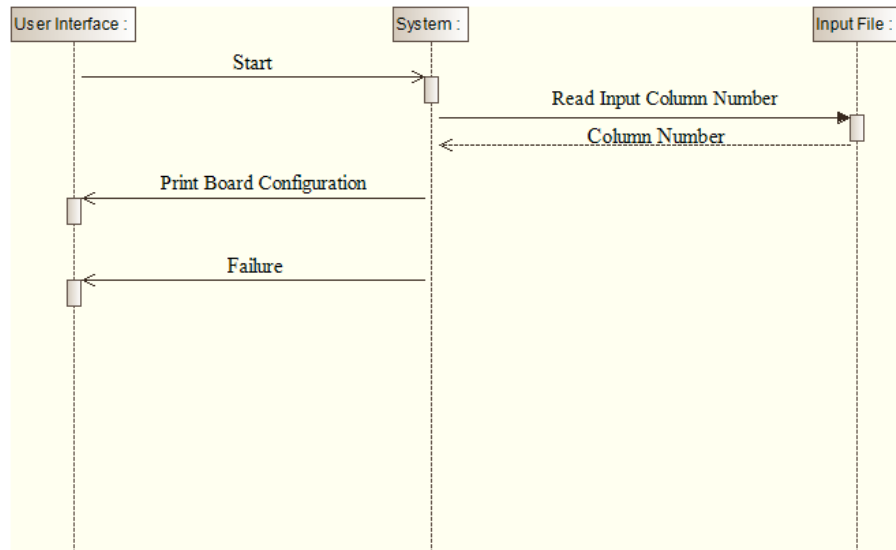 User Interface :
System :
Input File :
Start
Read Input Column Number
Column Number
Print Board Configuration
Failure